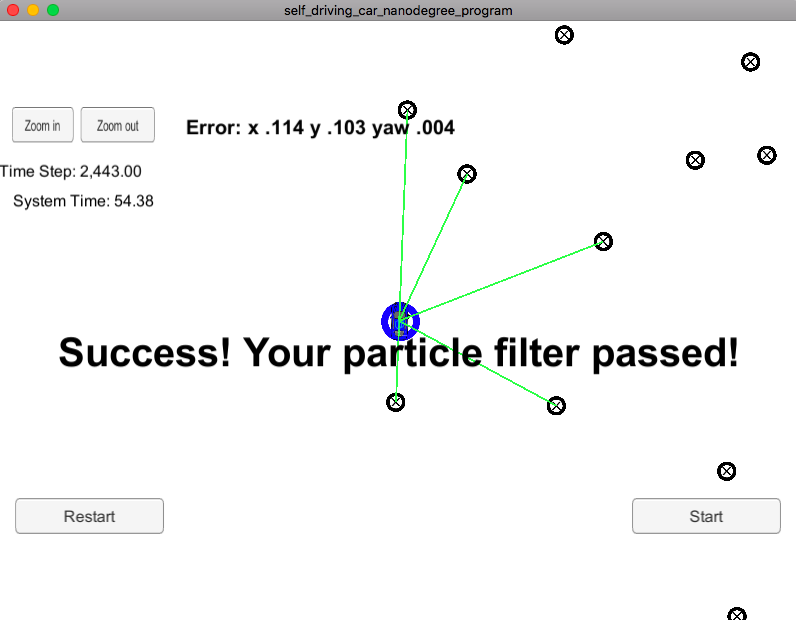 self_driving_car_nanodegree_program
Zoom in
Zoom out
Error: x .114 y .103 yaw .004
Time Step: 2,443.00
System Time: 54.38
Success! Your particle filter passed!
Restart
Start